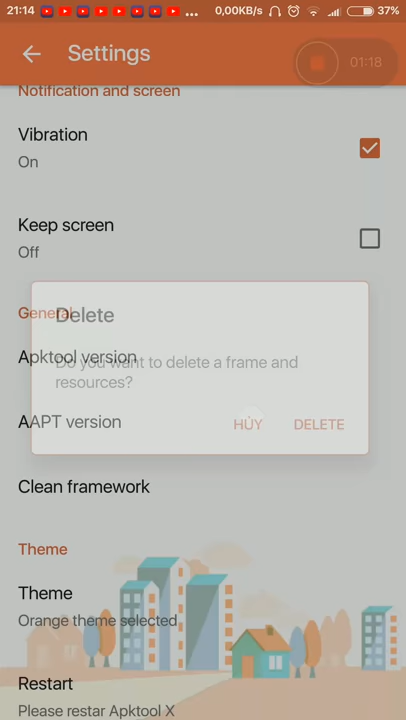 21:14 ... 0,00KB/s 37%
Settings
01:18
Notification and screen
Vibration
On
Keep screen
Off
General
Delete
Apktool version
Do you want to delete a frame and
resources?
AAPT version
HỦY DELETE
Clean framework
Theme
Theme
Orange theme selected
Restart
Please restar Apktool X